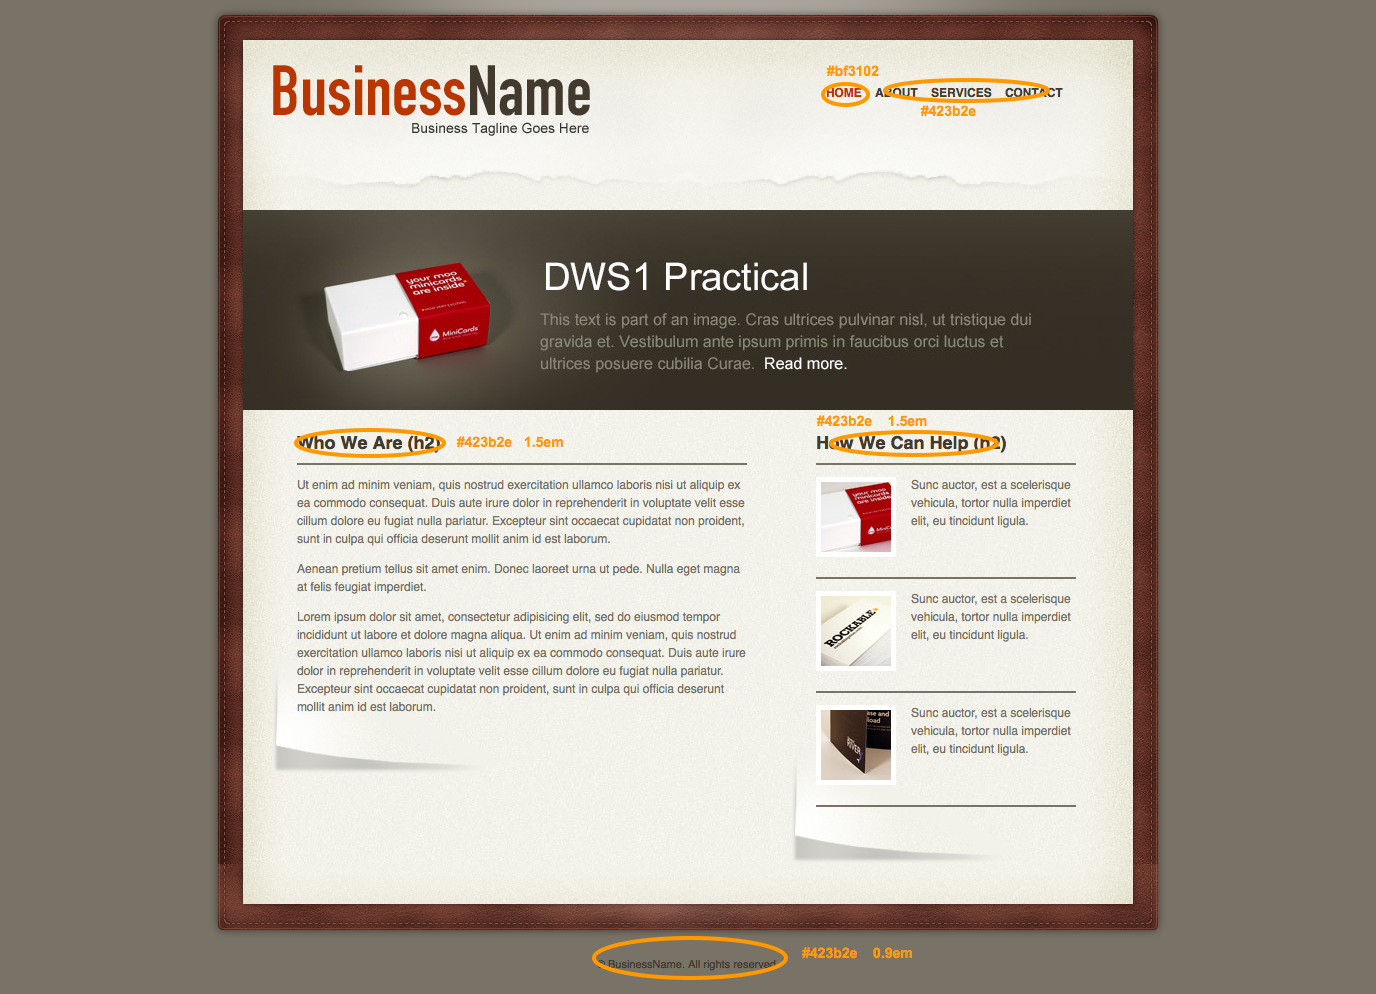 BusinessName
Business Tagline Goes Here
#bf3102
HOME ABOUT SERVICES CONTACT
#423b2e
your moo
minicards
are inside
MiniCards
DWS1 Practical
This text is part of an image. Cras ultrices pulvinar nisl, ut tristique dui
gravida et. Vestibulum ante ipsum primis in faucibus orci luctus et
ultrices posuere cubilia Curae. Read more.
Who We Are (h2) #423b2e 1.5em
Ut enim ad minim veniam, quis nostrud exercitation ullamco laboris nisi ut aliquip ex
ea commodo consequat. Duis aute irure dolor in reprehenderit in voluptate velit esse
cillum dolore eu fugiat nulla pariatur. Excepteur sint occaecat cupidatat non proident,
sunt in culpa qui officia deserunt mollit anim id est laborum.
Aenean pretium tellus sit amet enim. Donec laoreet urna ut pede. Nulla eget magna
at felis feugiat imperdiet.
Lorem ipsum dolor sit amet, consectetur adipisicing elit, sed do eiusmod tempor
incididunt ut labore et dolore magna aliqua. Ut enim ad minim veniam, quis nostrud
exercitation ullamco laboris nisi ut aliquip ex ea commodo consequat. Duis aute irure
dolor in reprehenderit in voluptate velit esse cillum dolore eu fugiat nulla pariatur.
Excepteur sint occaecat cupidatat non proident, sunt in culpa qui officia deserunt
mollit anim id est laborum.
#423b2e 1.5em
How We Can Help (h2)
Sunc auctor, est a scelerisque
vehicula, tortor nulla imperdiet
elit, eu tincidunt ligula.
ROCKABLE
Sunc auctor, est a scelerisque
vehicula, tortor nulla imperdiet
elit, eu tincidunt ligula.
Sunc auctor, est a scelerisque
vehicula, tortor nulla imperdiet
elit, eu tincidunt ligula.
© BusinessName. All rights reserved. #423b2e 0.9em